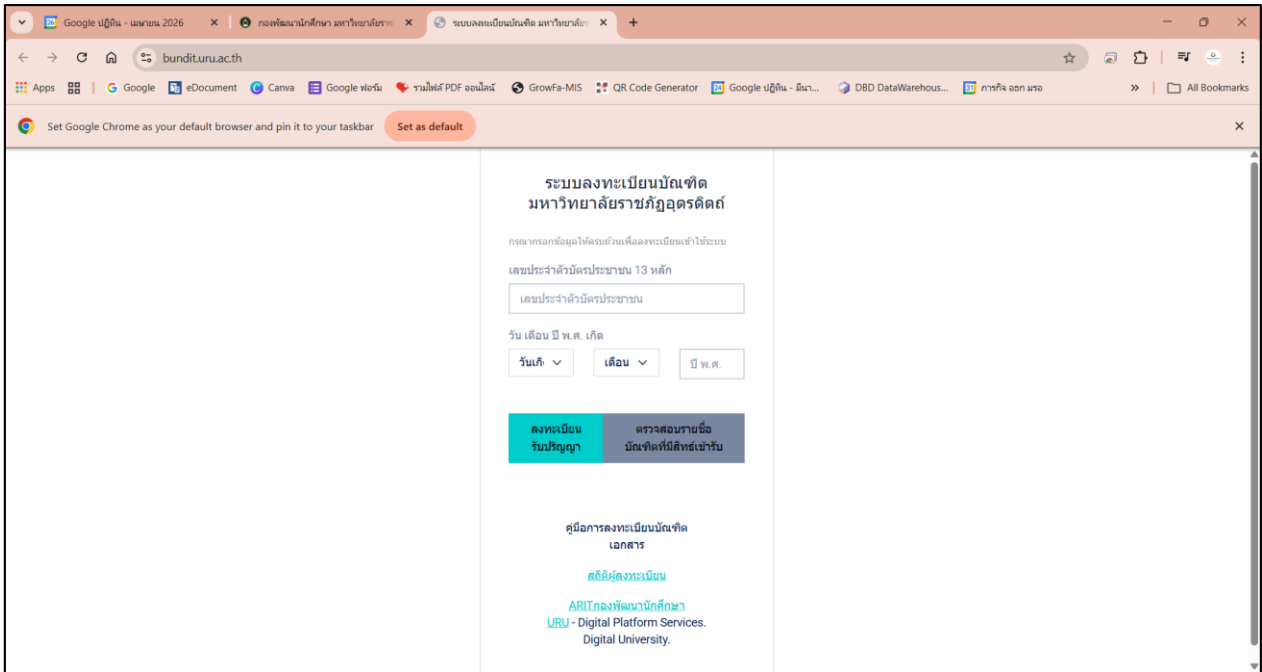 Google ปฏิทิน - เมษายน 2026
กองพัฒนานักศึกษา มหาวิทยาลัยราช
ระบบลงทะเบียนบัณฑิต มหาวิทยาลัย
bundit.uru.ac.th
Apps
Google
eDocument
Canva
Google ฟอร์ม
รวมไฟล์ PDF ออนไลน์
GrowFa-MIS
QR Code Generator
Google ปฏิทิน - มีนา...
DBD DataWarehous...
ภารกิจ อธก มรอ
All Bookmarks
Set Google Chrome as your default browser and pin it to your taskbar
Set as default
ระบบลงทะเบียนบัณฑิต
มหาวิทยาลัยราชภัฏอุตรดิตถ์
กรุณากรอกข้อมูลให้ครบถ้วนเพื่อลงทะเบียนเข้าใช้ระบบ
เลขประจำตัวบัตรประชาชน 13 หลัก
เลขประจำตัวบัตรประชาชน
วัน เดือน ปี พ.ศ. เกิด
วันเกิ
เดือน
ปี พ.ศ.
ลงทะเบียน
รับปริญญา
ตรวจสอบรายชื่อ
บัณฑิตที่มีสิทธ์เข้ารับ
คู่มือการลงทะเบียนบัณฑิต
เอกสาร
สถิติผู้ลงทะเบียน
ARITกองพัฒนานักศึกษา
URU - Digital Platform Services.
Digital University.